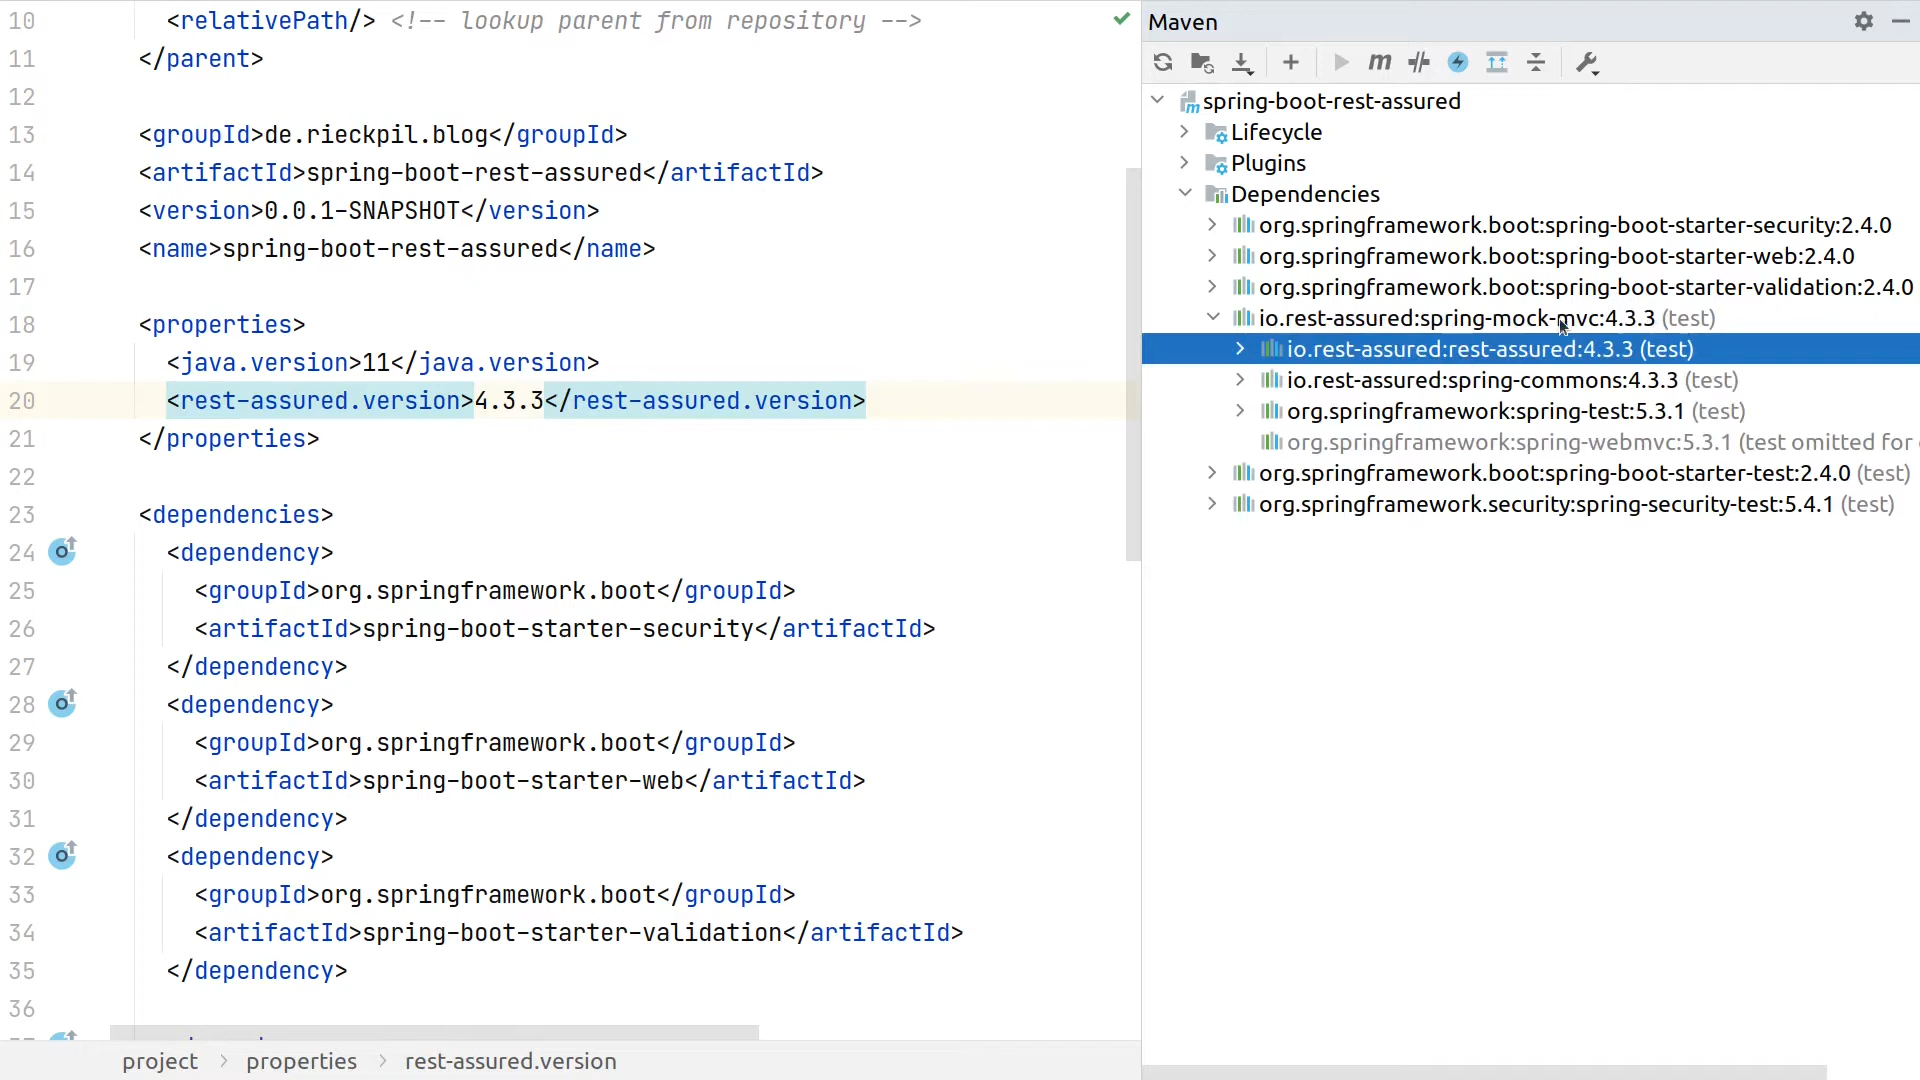 10 <relativePath/> <!-- lookup parent from repository -->
11 </parent>
12
13 <groupId>de.rieckpil.blog</groupId>
14 <artifactId>spring-boot-rest-assured</artifactId>
15 <version>0.0.1-SNAPSHOT</version>
16 <name>spring-boot-rest-assured</name>
17
18 <properties>
19 <java.version>11</java.version>
20 <rest-assured.version>4.3.3</rest-assured.version>
21 </properties>
22
23 <dependencies>
24 <dependency>
25 <groupId>org.springframework.boot</groupId>
26 <artifactId>spring-boot-starter-security</artifactId>
27 </dependency>
28 <dependency>
29 <groupId>org.springframework.boot</groupId>
30 <artifactId>spring-boot-starter-web</artifactId>
31 </dependency>
32 <dependency>
33 <groupId>org.springframework.boot</groupId>
34 <artifactId>spring-boot-starter-validation</artifactId>
35 </dependency>
36
project > properties > rest-assured.version
Maven
spring-boot-rest-assured
Lifecycle
Plugins
Dependencies
org.springframework.boot:spring-boot-starter-security:2.4.0
org.springframework.boot:spring-boot-starter-web:2.4.0
org.springframework.boot:spring-boot-starter-validation:2.4.0
io.rest-assured:spring-mock-mvc:4.3.3 (test)
io.rest-assured:rest-assured:4.3.3 (test)
io.rest-assured:spring-commons:4.3.3 (test)
org.springframework:spring-test:5.3.1 (test)
org.springframework:spring-webmvc:5.3.1 (test omitted for
org.springframework.boot:spring-boot-starter-test:2.4.0 (test)
org.springframework.security:spring-security-test:5.4.1 (test)